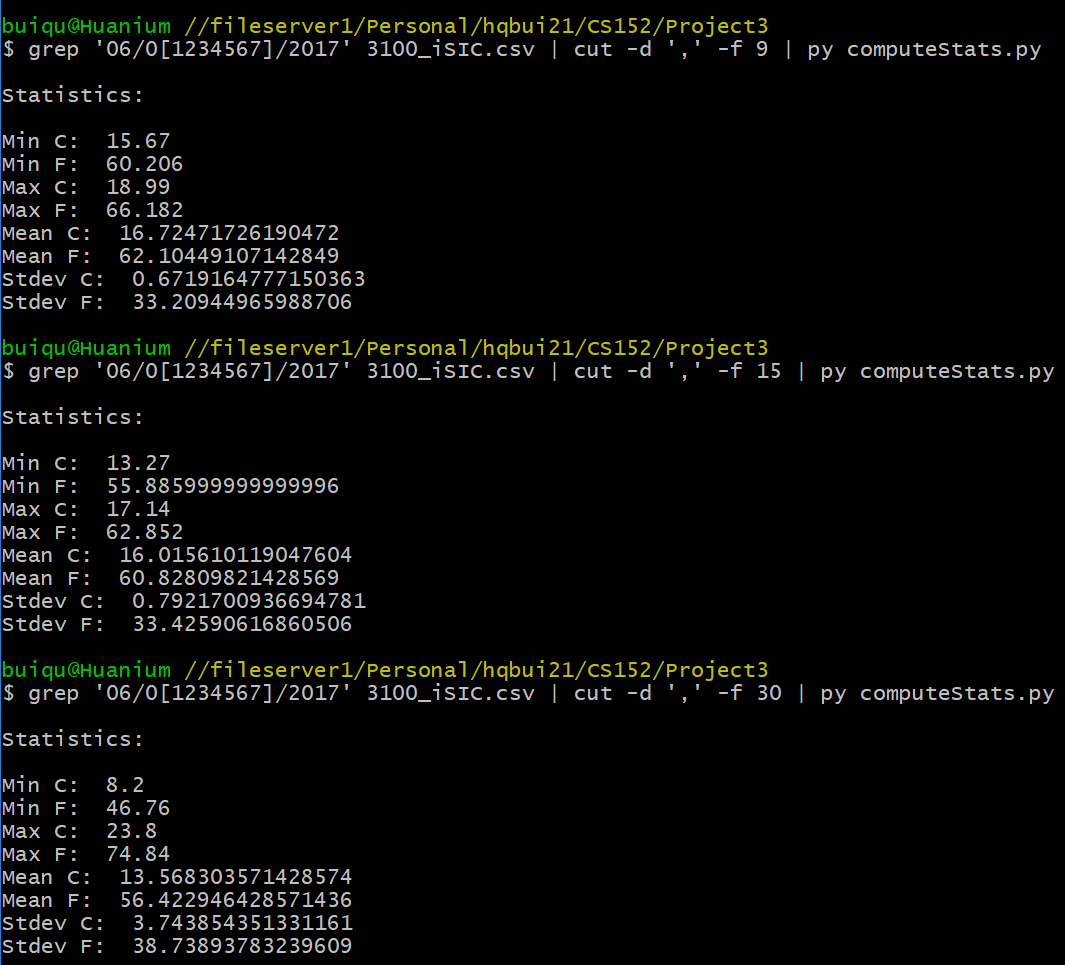 buiqu@Huanium //fileserver1/Personal/hqbui21/CS152/Project3
$ grep '06/0[1234567]/2017' 3100_iSIC.csv | cut -d ',' -f 9 | py computeStats.py
Statistics:
Min C:  15.67
Min F:  60.206
Max C:  18.99
Max F:  66.182
Mean C:  16.72471726190472
Mean F:  62.10449107142849
Stdev C:  0.6719164777150363
Stdev F:  33.20944965988706
buiqu@Huanium //fileserver1/Personal/hqbui21/CS152/Project3
$ grep '06/0[1234567]/2017' 3100_iSIC.csv | cut -d ',' -f 15 | py computeStats.py
Statistics:
Min C:  13.27
Min F:  55.885999999999996
Max C:  17.14
Max F:  62.852
Mean C:  16.015610119047604
Mean F:  60.82809821428569
Stdev C:  0.7921700936694781
Stdev F:  33.42590616860506
buiqu@Huanium //fileserver1/Personal/hqbui21/CS152/Project3
$ grep '06/0[1234567]/2017' 3100_iSIC.csv | cut -d ',' -f 30 | py computeStats.py
Statistics:
Min C:  8.2
Min F:  46.76
Max C:  23.8
Max F:  74.84
Mean C:  13.568303571428574
Mean F:  56.422946428571436
Stdev C:  3.743854351331161
Stdev F:  38.73893783239609